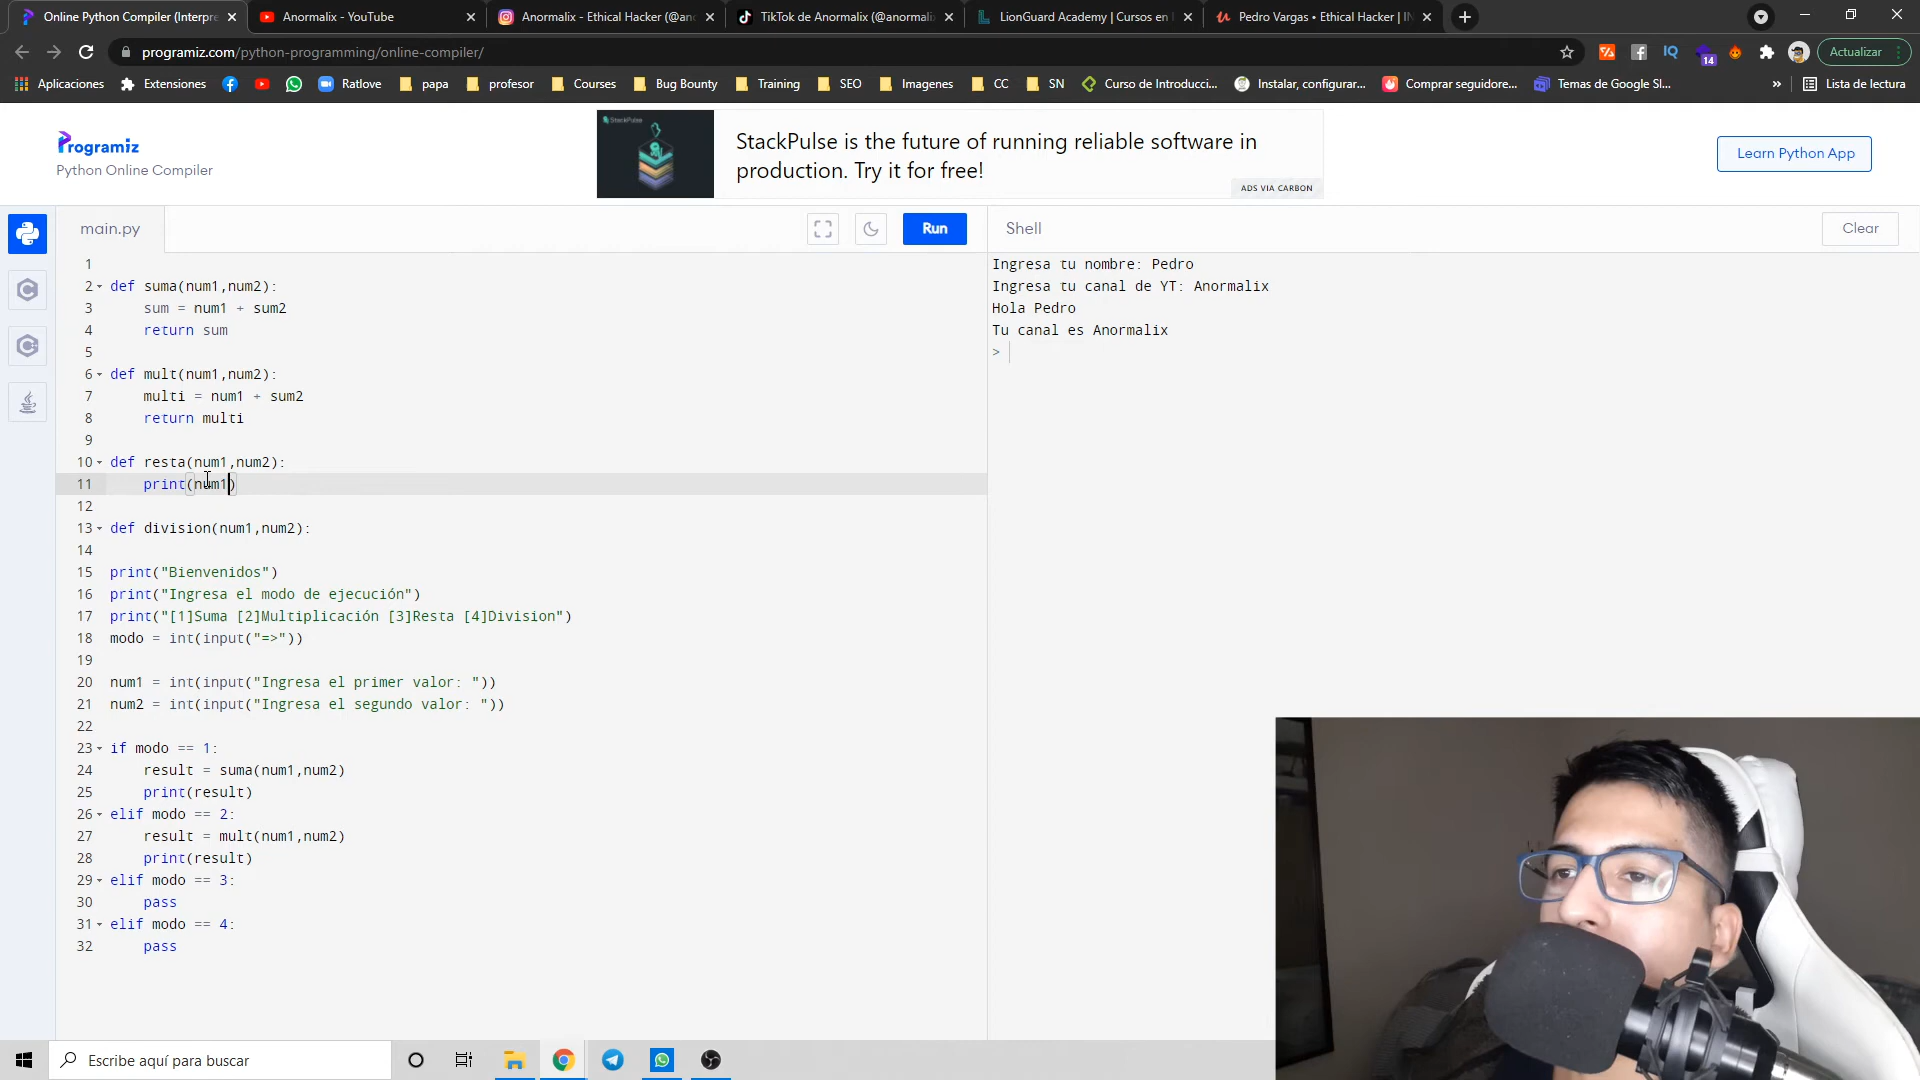 Online Python Compiler (Interpre
Anormalix - YouTube
Anormalix - Ethical Hacker (@an
TikTok de Anormalix (@anormali
LionGuard Academy | Cursos en
Pedro Vargas • Ethical Hacker | IN
programiz.com/python-programming/online-compiler/
14
Actualizar
Aplicaciones
Extensiones
Ratlove
papa
profesor
Courses
Bug Bounty
Training
SEO
Imagenes
CC
SN
Curso de Introducci...
Instalar, configurar...
Comprar seguidore...
Temas de Google Sl...
»
Lista de lectura
Programiz
Python Online Compiler
StackPulse
StackPulse is the future of running reliable software in
production. Try it for free!
ADS VIA CARBON
Learn Python App
main.py
Run
Shell
Clear
1
2 def suma(num1,num2):
3 sum = num1 + sum2
4 return sum
5
6 def mult(num1,num2):
7 multi = num1 + sum2
8 return multi
9
10 def resta(num1,num2):
11 print(num1)
12
13 def division(num1,num2):
14
15 print("Bienvenidos")
16 print("Ingresa el modo de ejecución")
17 print("[1]Suma [2]Multiplicación [3]Resta [4]Division")
18 modo = int(input("=>"))
19
20 num1 = int(input("Ingresa el primer valor: "))
21 num2 = int(input("Ingresa el segundo valor: "))
22
23 if modo == 1:
24 result = suma(num1,num2)
25 print(result)
26 elif modo == 2:
27 result = mult(num1,num2)
28 print(result)
29 elif modo == 3:
30 pass
31 elif modo == 4:
32 pass
Ingresa tu nombre: Pedro
Ingresa tu canal de YT: Anormalix
Hola Pedro
Tu canal es Anormalix
>
Escribe aquí para buscar